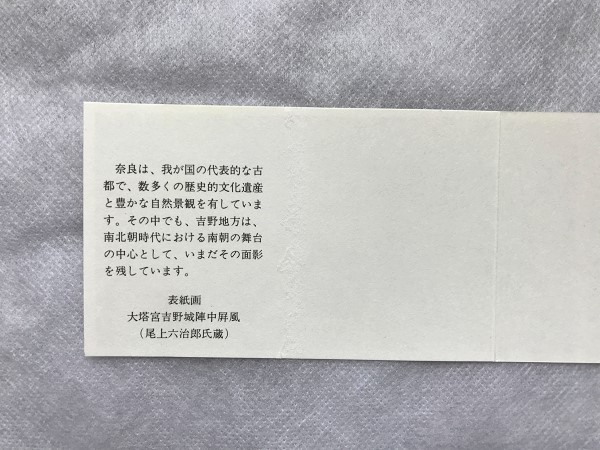 奈良は、我が国の代表的な古
都で、数多くの歴史的文化遺産
と豊かな自然景観を有していま
す。その中でも、吉野地方は、
南北朝時代における南朝の舞台
の中心として、いまだその面影
を残しています。
表紙画
大塔宮吉野城陣中屛風
（尾上六治郎氏蔵）